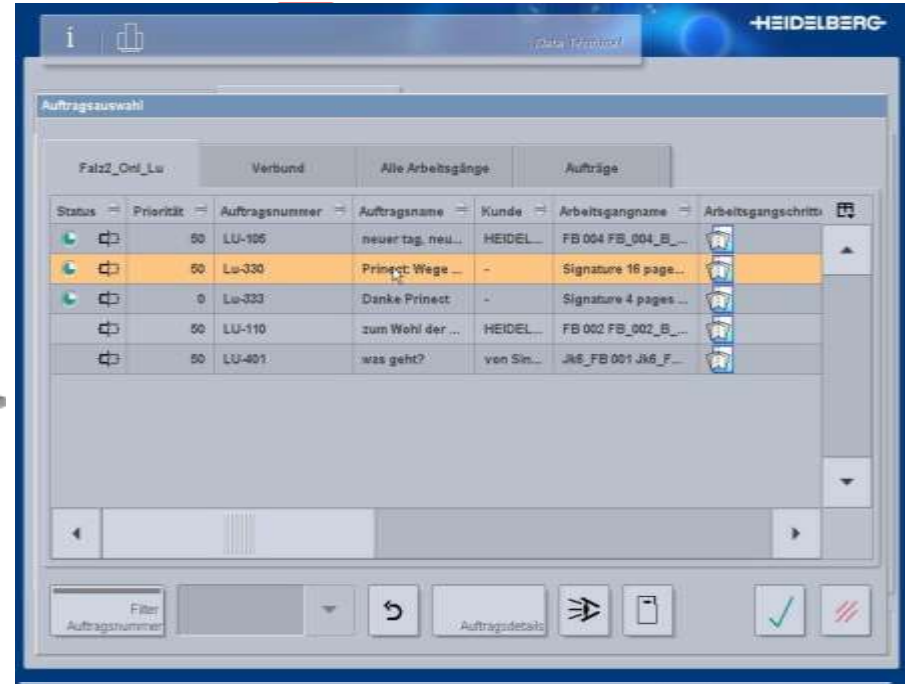 i
HEIDELBERG
Data Terminal
Auftragsauswahl
Falz2_Onl_Lu Verbund Alle Arbeitsgänge Aufträge
Status Priorität Auftragsnummer Auftragsname Kunde Arbeitsgangname Arbeitsgangschritte
50 LU-105 neuer tag, neu... HEIDEL... FB 004 FB_004_B_...
50 Lu-330 Prinect: Wege ... - Signature 16 page...
0 Lu-333 Danke Prinect - Signature 4 pages ...
50 LU-110 zum Wohl der ... HEIDEL... FB 002 FB_002_B_...
50 LU-401 was geht? von Sin... Jk6_FB 001 Jk6_F...
Filter
Auftragsnummer
Auftragsdetails